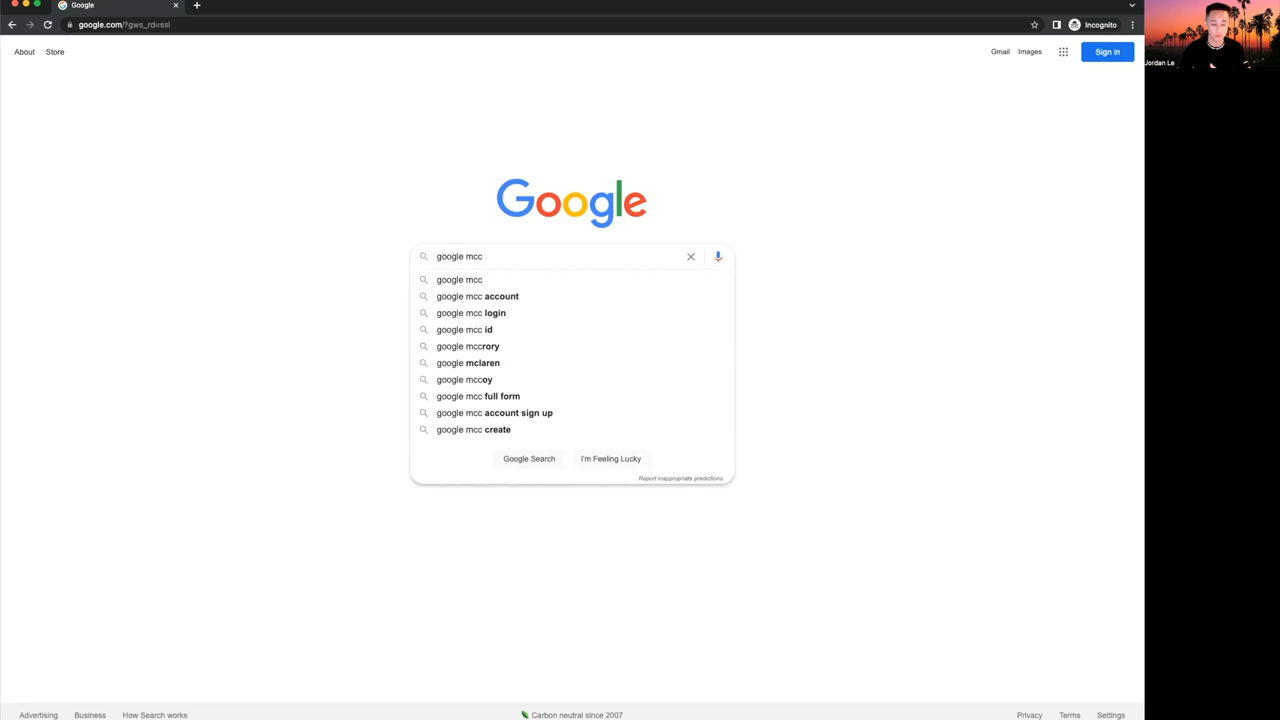 Google
google.com/?gws_rd=ssl
Incognito
About Store
Gmail Images
Sign in
Jordan Le
Google
google mcc
google mcc
google mcc account
google mcc login
google mcc id
google mccrory
google mclaren
google mccoy
google mcc full form
google mcc account sign up
google mcc create
Google Search I'm Feeling Lucky
Report inappropriate predictions
Advertising Business How Search works Carbon neutral since 2007 Privacy Terms Settings